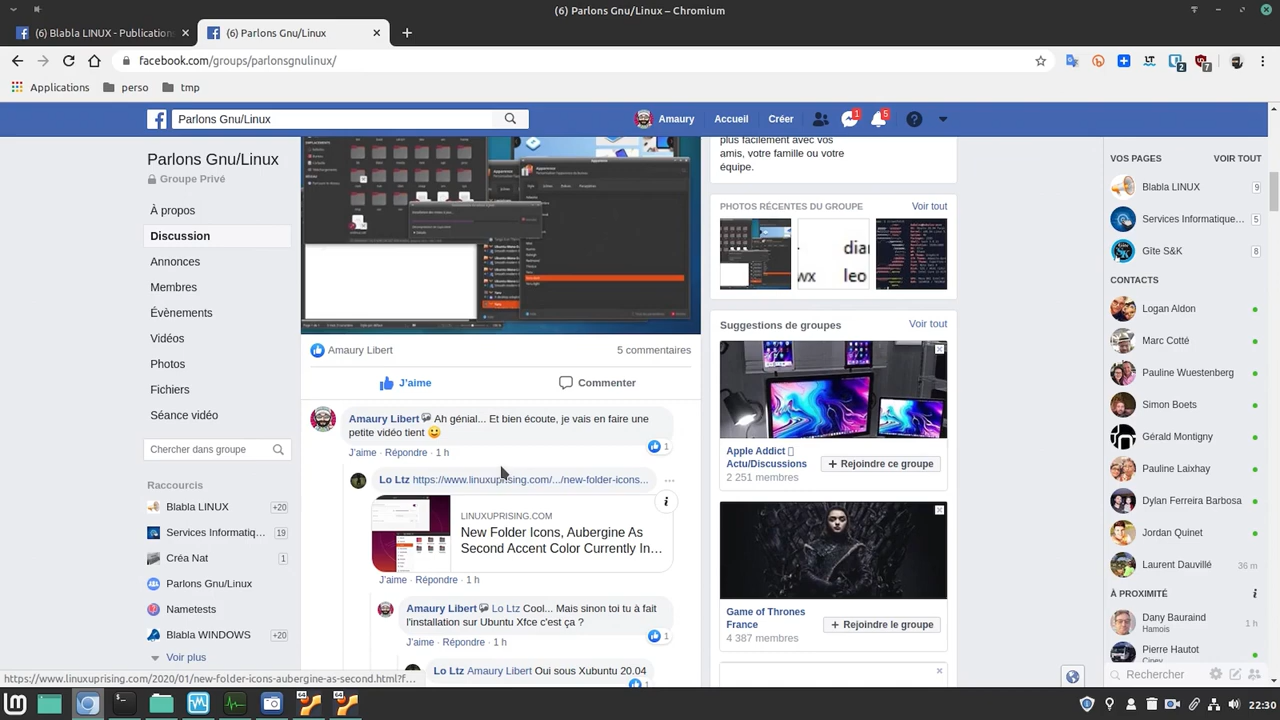 (6) Parlons Gnu/Linux – Chromium
(6) Blabla LINUX - Publication
(6) Parlons Gnu/Linux
facebook.com/groups/parlonsgnulinux/
Applications
perso
tmp
Parlons Gnu/Linux
Amaury
Accueil
Créer
1
5
Parlons Gnu/Linux
Groupe Privé
À propos
Annonces
Vidéos
Évènements
Photos
Fichiers
Séance vidéo
Chercher dans groupe
Raccourcis
Blabla LINUX +20
Services Informatiq... 19
Créa Nat 1
Parlons Gnu/Linux
Nametests
Blabla WINDOWS +20
Voir plus
Amaury Libert
5 commentaires
J'aime
Commenter
Amaury Libert Ah génial... Et bien écoute, je vais en faire une
petite vidéo tient
1
J'aime · Répondre · 1 h
Lo Ltz https://www.linuxuprising.com/.../new-folder-icons...
LINUXUPRISING.COM
New Folder Icons, Aubergine As
Second Accent Color Currently In...
J'aime · Répondre · 1 h
Amaury Libert Lo Ltz Cool... Mais sinon toi tu à fait
l'installation sur Ubuntu Xfce c'est ça ?
1
J'aime · Répondre · 1 h
Lo Ltz Amaury Libert Oui sous Xubuntu 20.04
1
plus facilement avec vos
amis, votre famille ou votre
équipe.
PHOTOS RÉCENTES DU GROUPE
Voir tout
dia
wx leo
Suggestions de groupes
Voir tout
Apple Addict
Actu/Discussions
2 251 membres
Rejoindre ce groupe
Game of Thrones
France
4 387 membres
Rejoindre le groupe
VOS PAGES
VOIR TOUT
Blabla LINUX 9
Services Informatique... 5
Gîte S&K 8
CONTACTS
Logan Aidon
Marc Cotté
Pauline Wuestenberg
Simon Boets
Gérald Montigny
Pauline Laixhay
Dylan Ferreira Barbosa
Jordan Quinet
Laurent Dauvillé 36 m
À PROXIMITÉ
Dany Bauraind 1 h
Hamois
Pierre Hautot
Rechercher
https://www.linuxuprising.com/2020/01/new-folder-icons-aubergine-as-second.html?f...
22:30